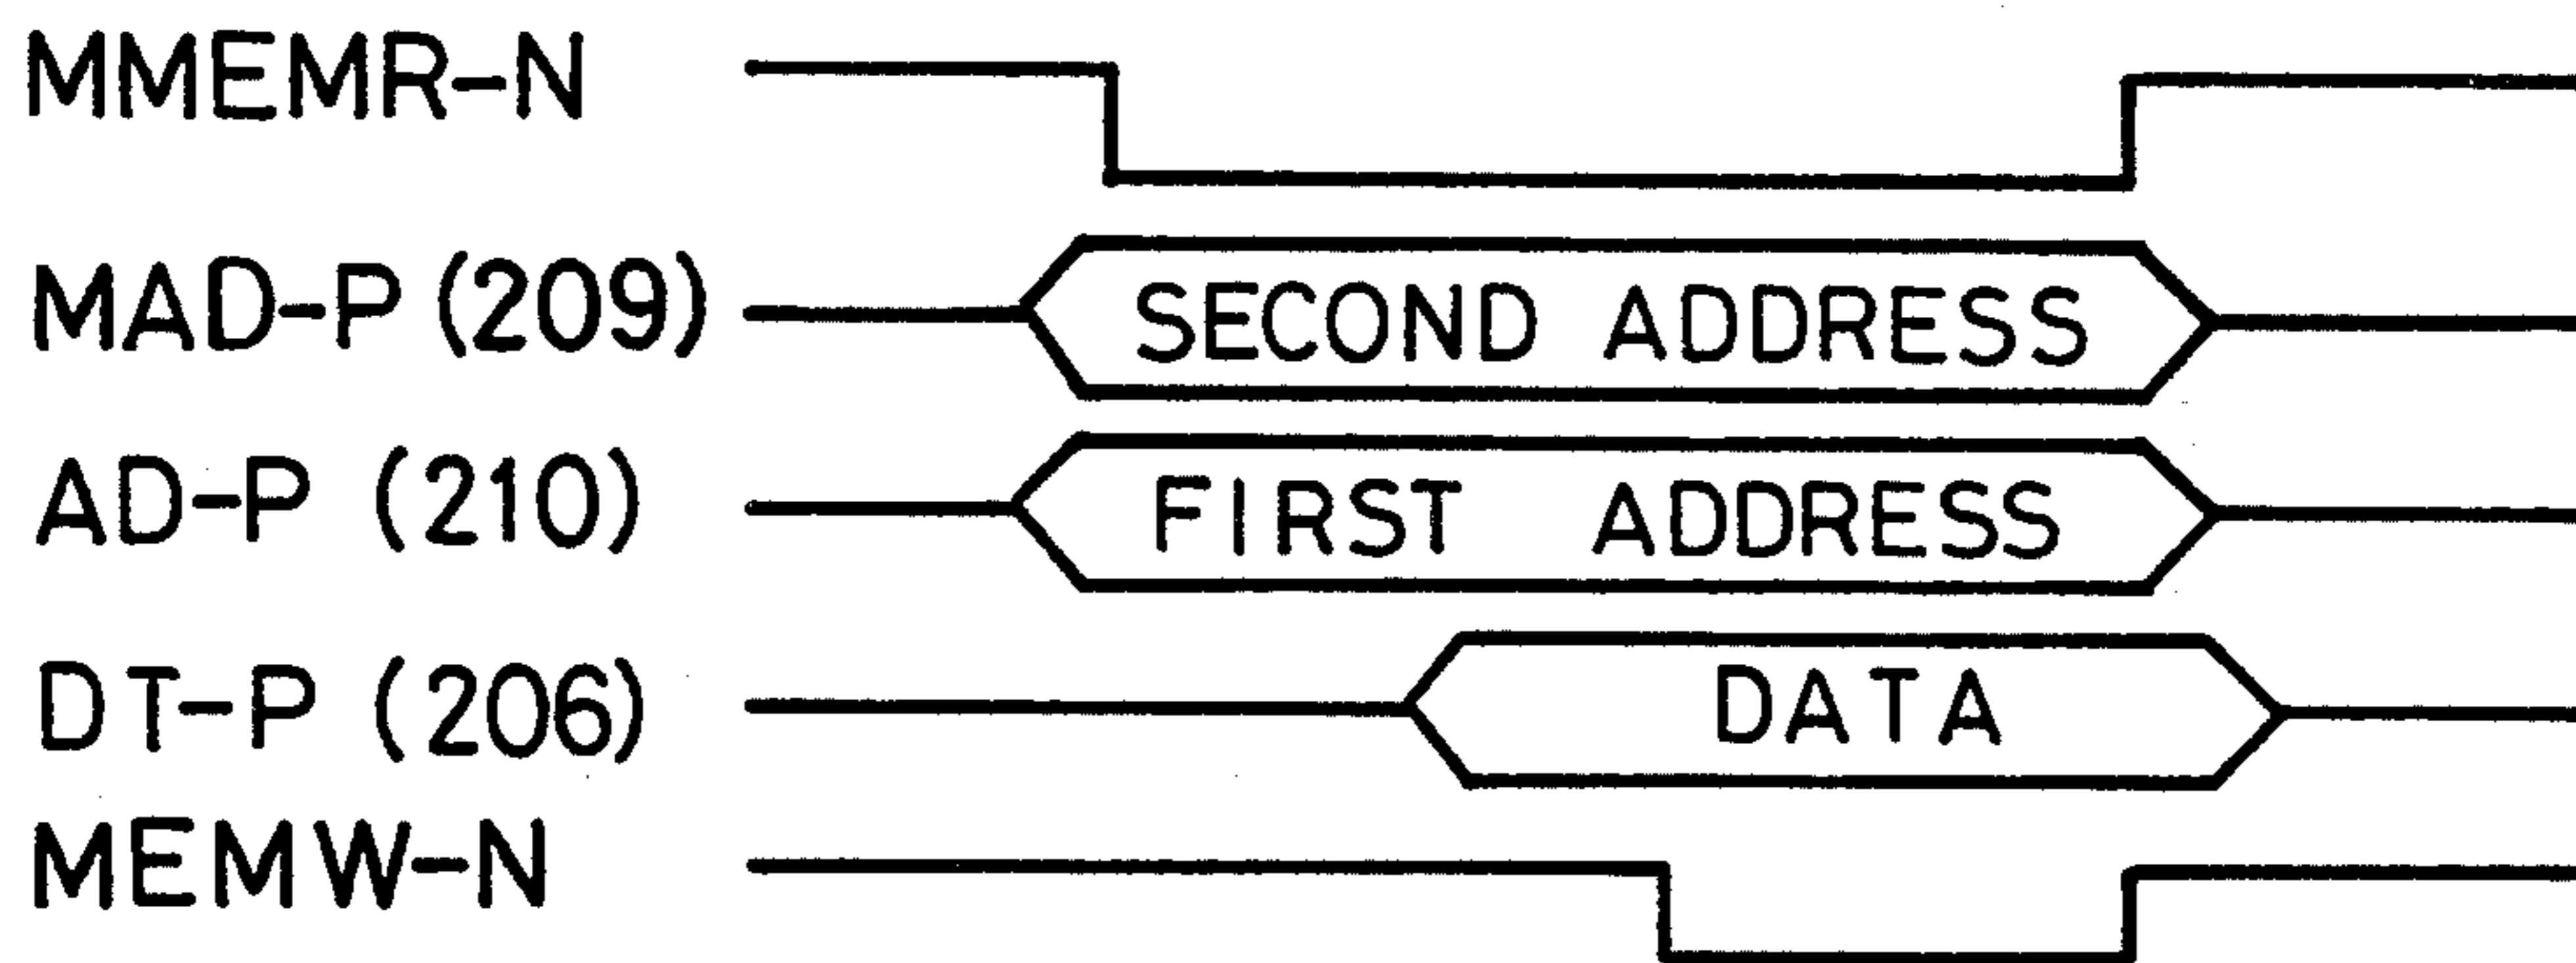 MMEMR-N
MAD-P (209) SECOND ADDRESS
AD-P (210) FIRST ADDRESS
DT-P (206) DATA
MEMW-N